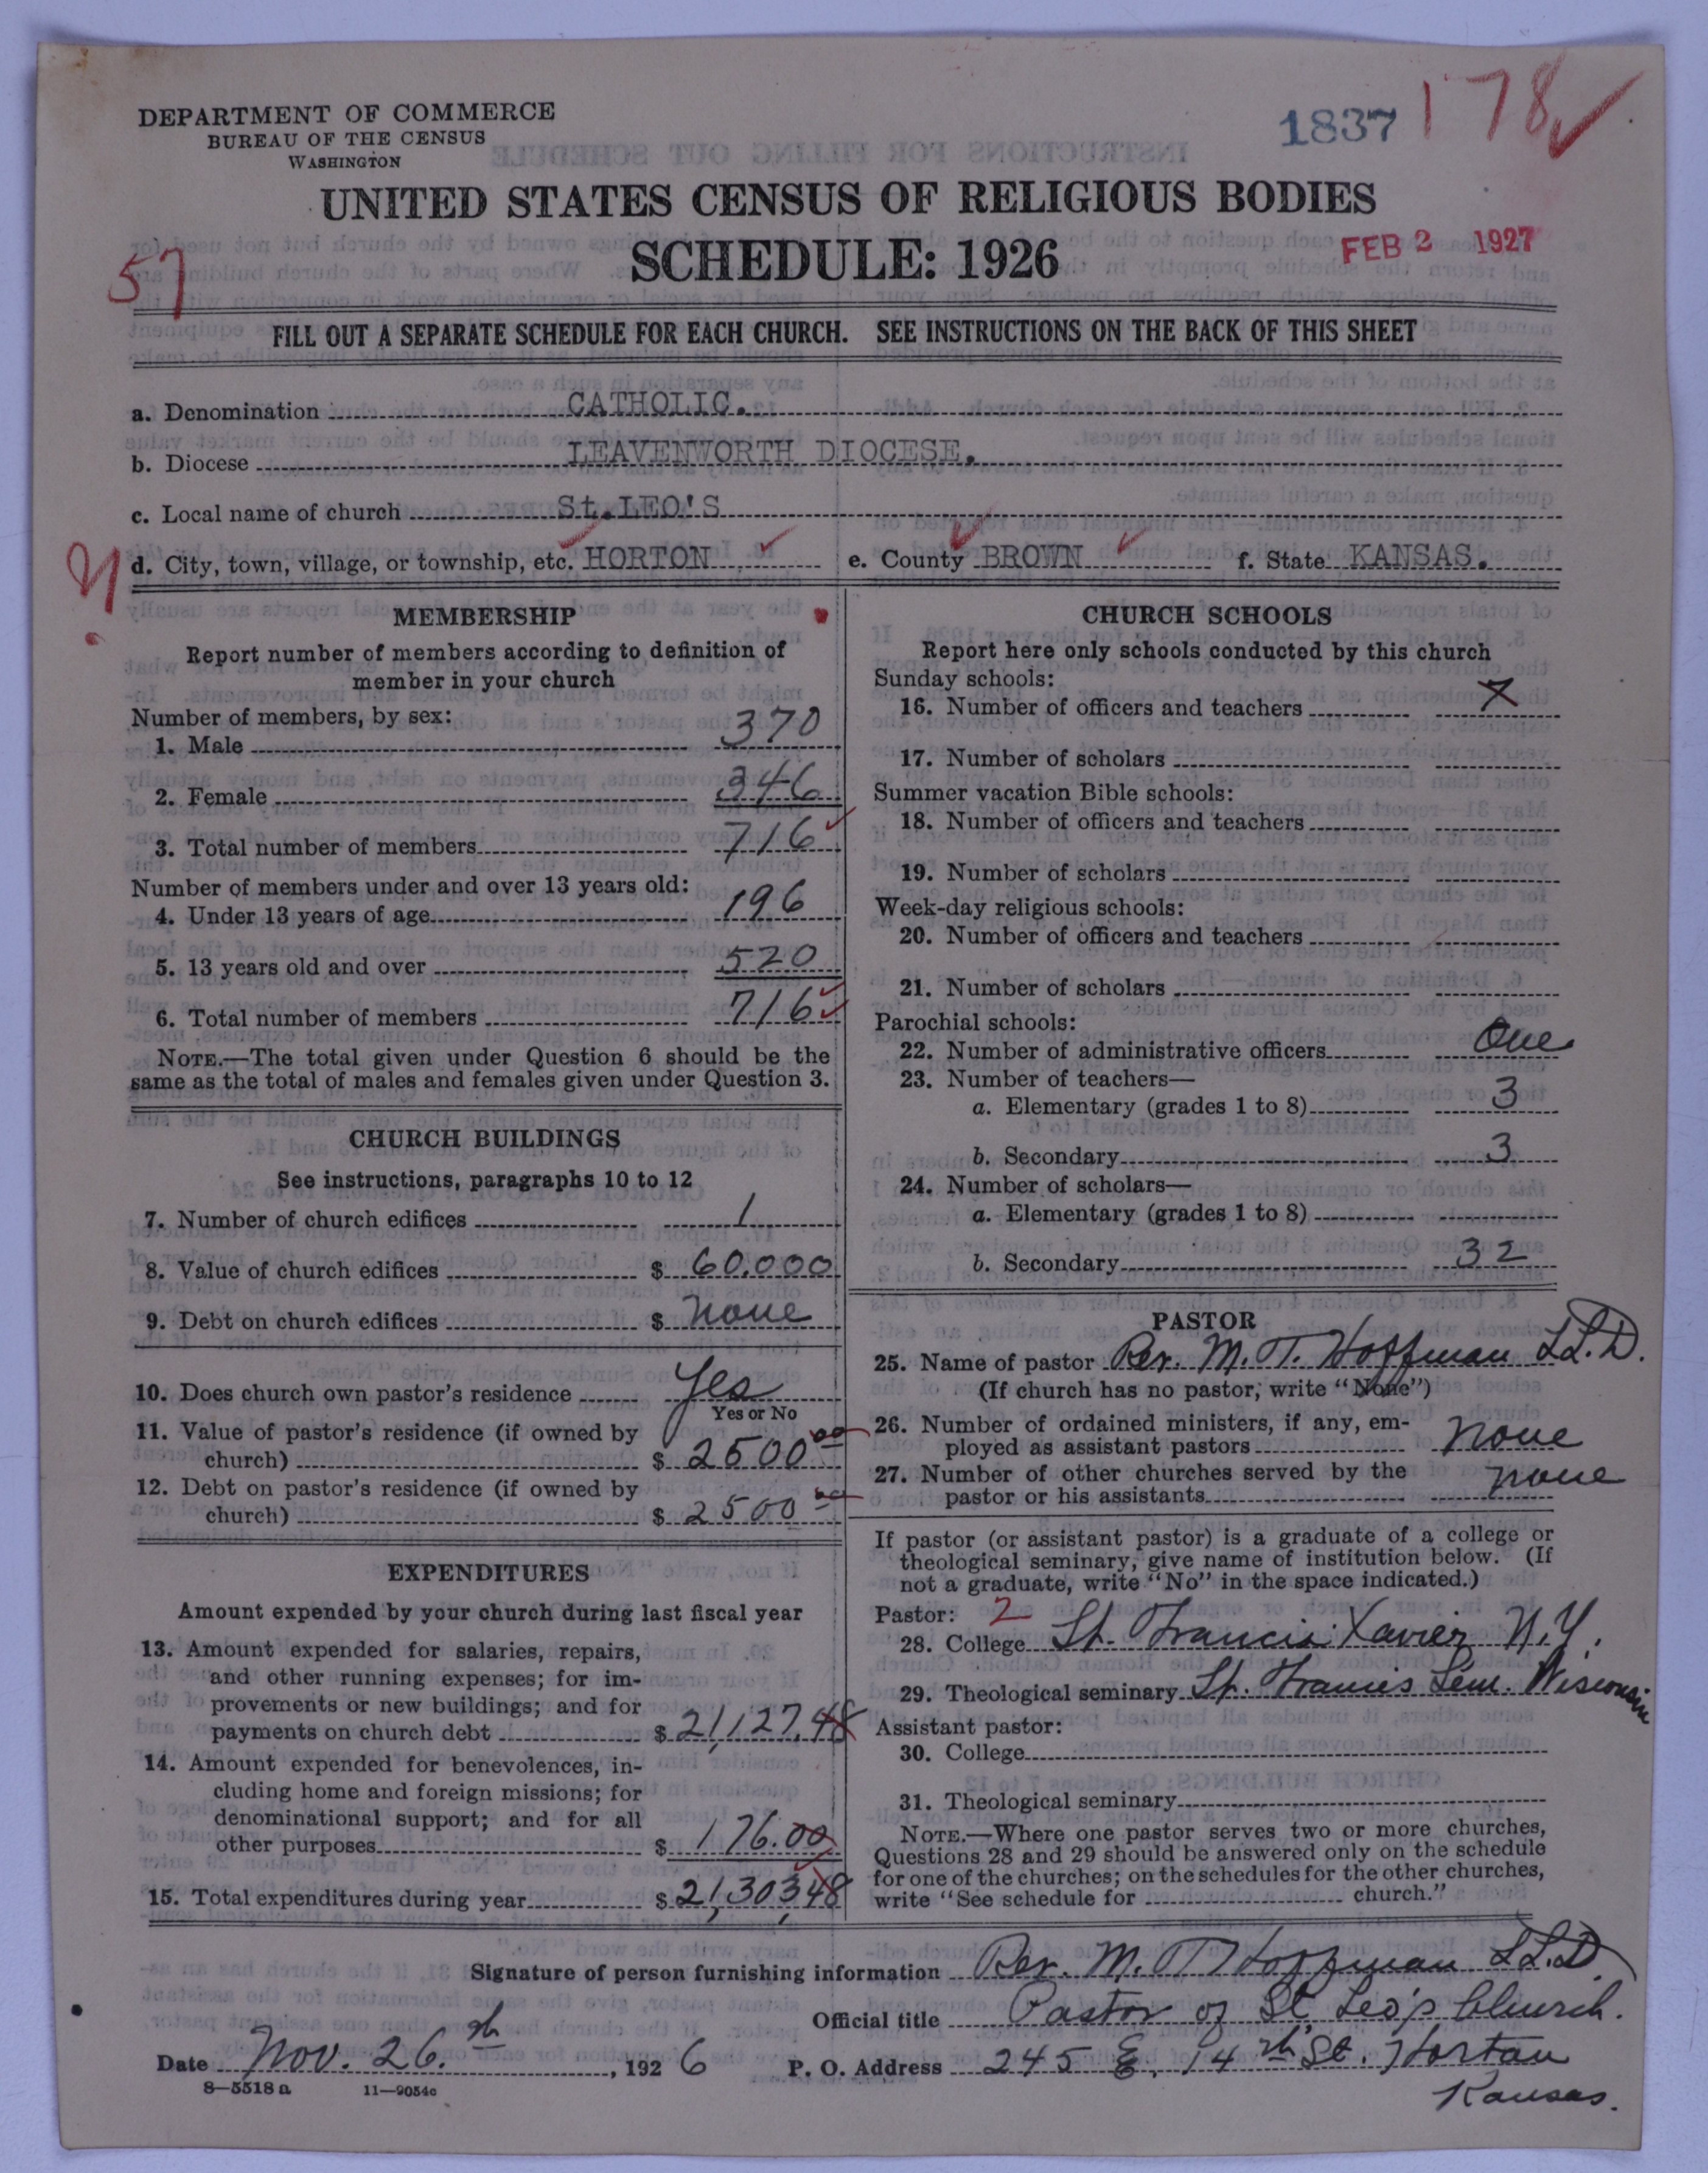 DEPARTMENT OF COMMERCE
BUREAU OF THE CENSUS
WASHINGTON
1837 178
UNITED STATES CENSUS OF RELIGIOUS BODIES
SCHEDULE: 1926
FEB 2 1927
57
FILL OUT A SEPARATE SCHEDULE FOR EACH CHURCH. SEE INSTRUCTIONS ON THE BACK OF THIS SHEET
a. Denomination CATHOLIC.
b. Diocese LEAVENWORTH DIOCESE.
c. Local name of church St.LEO'S
d. City, town, village, or township, etc. HORTON e. County BROWN f. State KANSAS.
MEMBERSHIP
Report number of members according to definition of
member in your church
Number of members, by sex:
1. Male 370
2. Female 346
3. Total number of members 716
Number of members under and over 13 years old:
4. Under 13 years of age 196
5. 13 years old and over 520
6. Total number of members 716
NOTE.—The total given under Question 6 should be the
same as the total of males and females given under Question 3.
CHURCH BUILDINGS
See instructions, paragraphs 10 to 12
7. Number of church edifices 1
8. Value of church edifices $ 60.000
9. Debt on church edifices $ none
10. Does church own pastor's residence Yes
Yes or No
11. Value of pastor's residence (if owned by
church) $ 2500 00
12. Debt on pastor's residence (if owned by
church) $ 2500 00
EXPENDITURES
Amount expended by your church during last fiscal year
13. Amount expended for salaries, repairs,
and other running expenses; for im-
provements or new buildings; and for
payments on church debt $ 21,127.48
14. Amount expended for benevolences, in-
cluding home and foreign missions; for
denominational support; and for all
other purposes $ 176.00
15. Total expenditures during year $ 21,303,48
CHURCH SCHOOLS
Report here only schools conducted by this church
Sunday schools:
16. Number of officers and teachers
17. Number of scholars
Summer vacation Bible schools:
18. Number of officers and teachers
19. Number of scholars
Week-day religious schools:
20. Number of officers and teachers
21. Number of scholars
Parochial schools:
22. Number of administrative officers One
23. Number of teachers—
a. Elementary (grades 1 to 8) 3
b. Secondary 3
24. Number of scholars—
a. Elementary (grades 1 to 8)
b. Secondary 32
PASTOR
25. Name of pastor Rev. M. T. Hoffman LL.D.
(If church has no pastor, write "None")
26. Number of ordained ministers, if any, em-
ployed as assistant pastors none
27. Number of other churches served by the
pastor or his assistants none
If pastor (or assistant pastor) is a graduate of a college or
theological seminary, give name of institution below. (If
not a graduate, write "No" in the space indicated.)
Pastor: 2
28. College St. Francis Xavier N.Y.
29. Theological seminary St. Francis Sem. Wisconsin
Assistant pastor:
30. College
31. Theological seminary
NOTE.—Where one pastor serves two or more churches,
Questions 28 and 29 should be answered only on the schedule
for one of the churches; on the schedules for the other churches,
write "See schedule for church."
Signature of person furnishing information Rev. M. T. Hoffman LL.D.
Official title Pastor of St. Leo's Church.
Date Nov. 26.th, 1926 P. O. Address 245 E. 14th St. Horton
Kansas.
8—5518 a 11—9054c